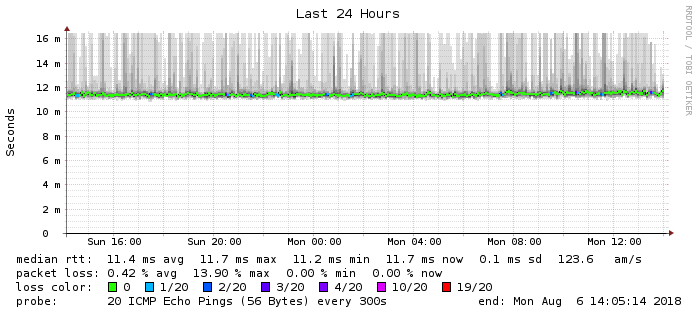 Last 24 Hours
RRDTOOL / TOBI OETIKER
Seconds
16 m
14 m
12 m
10 m
8 m
6 m
4 m
2 m
0
Sun 16:00 Sun 20:00 Mon 00:00 Mon 04:00 Mon 08:00 Mon 12:00
median rtt: 11.4 ms avg 11.7 ms max 11.2 ms min 11.7 ms now 0.1 ms sd 123.6 am/s
packet loss: 0.42 % avg 13.90 % max 0.00 % min 0.00 % now
loss color: 0 1/20 2/20 3/20 4/20 10/20 19/20
probe: 20 ICMP Echo Pings (56 Bytes) every 300s end: Mon Aug 6 14:05:14 2018